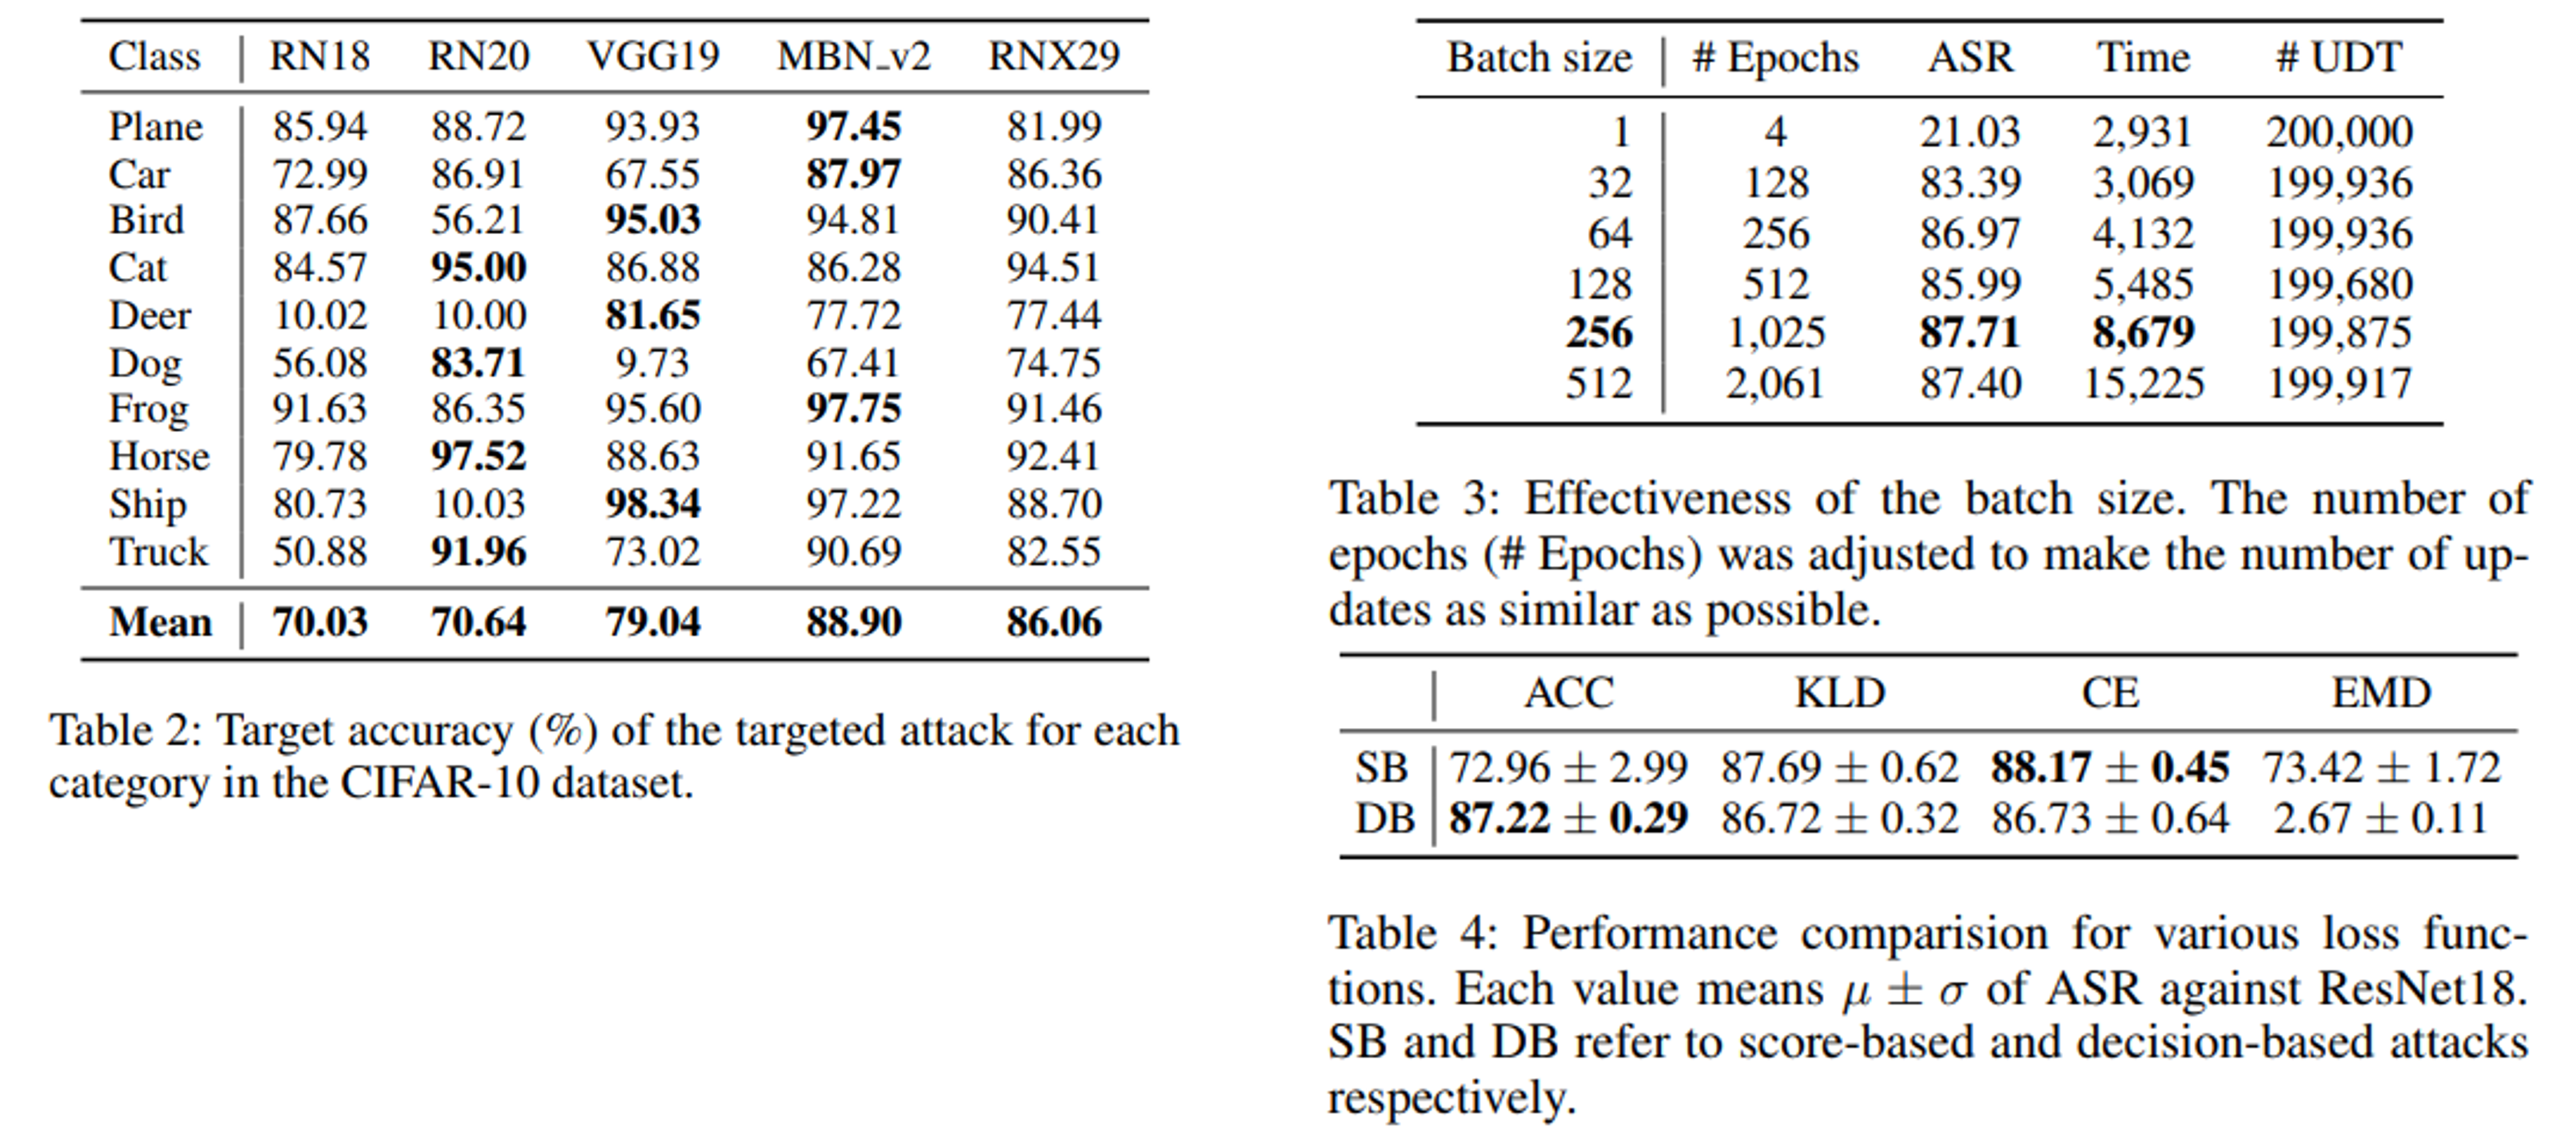 Class RN18 RN20 VGG19 MBN_v2 RNX29
Plane 85.94 88.72 93.93 97.45 81.99
Car 72.99 86.91 67.55 87.97 86.36
Bird 87.66 56.21 95.03 94.81 90.41
Cat 84.57 95.00 86.88 86.28 94.51
Deer 10.02 10.00 81.65 77.72 77.44
Dog 56.08 83.71 9.73 67.41 74.75
Frog 91.63 86.35 95.60 97.75 91.46
Horse 79.78 97.52 88.63 91.65 92.41
Ship 80.73 10.03 98.34 97.22 88.70
Truck 50.88 91.96 73.02 90.69 82.55
Mean 70.03 70.64 79.04 88.90 86.06
Table 2: Target accuracy (%) of the targeted attack for each
category in the CIFAR-10 dataset.
Batch size # Epochs ASR Time # UDT
1 4 21.03 2,931 200,000
32 128 83.39 3,069 199,936
64 256 86.97 4,132 199,936
128 512 85.99 5,485 199,680
256 1,025 87.71 8,679 199,875
512 2,061 87.40 15,225 199,917
Table 3: Effectiveness of the batch size. The number of
epochs (# Epochs) was adjusted to make the number of up-
dates as similar as possible.
ACC KLD CE EMD
SB 72.96 ± 2.99 87.69 ± 0.62 88.17 ± 0.45 73.42 ± 1.72
DB 87.22 ± 0.29 86.72 ± 0.32 86.73 ± 0.64 2.67 ± 0.11
Table 4: Performance comparision for various loss func-
tions. Each value means μ ± σ of ASR against ResNet18.
SB and DB refer to score-based and decision-based attacks
respectively.